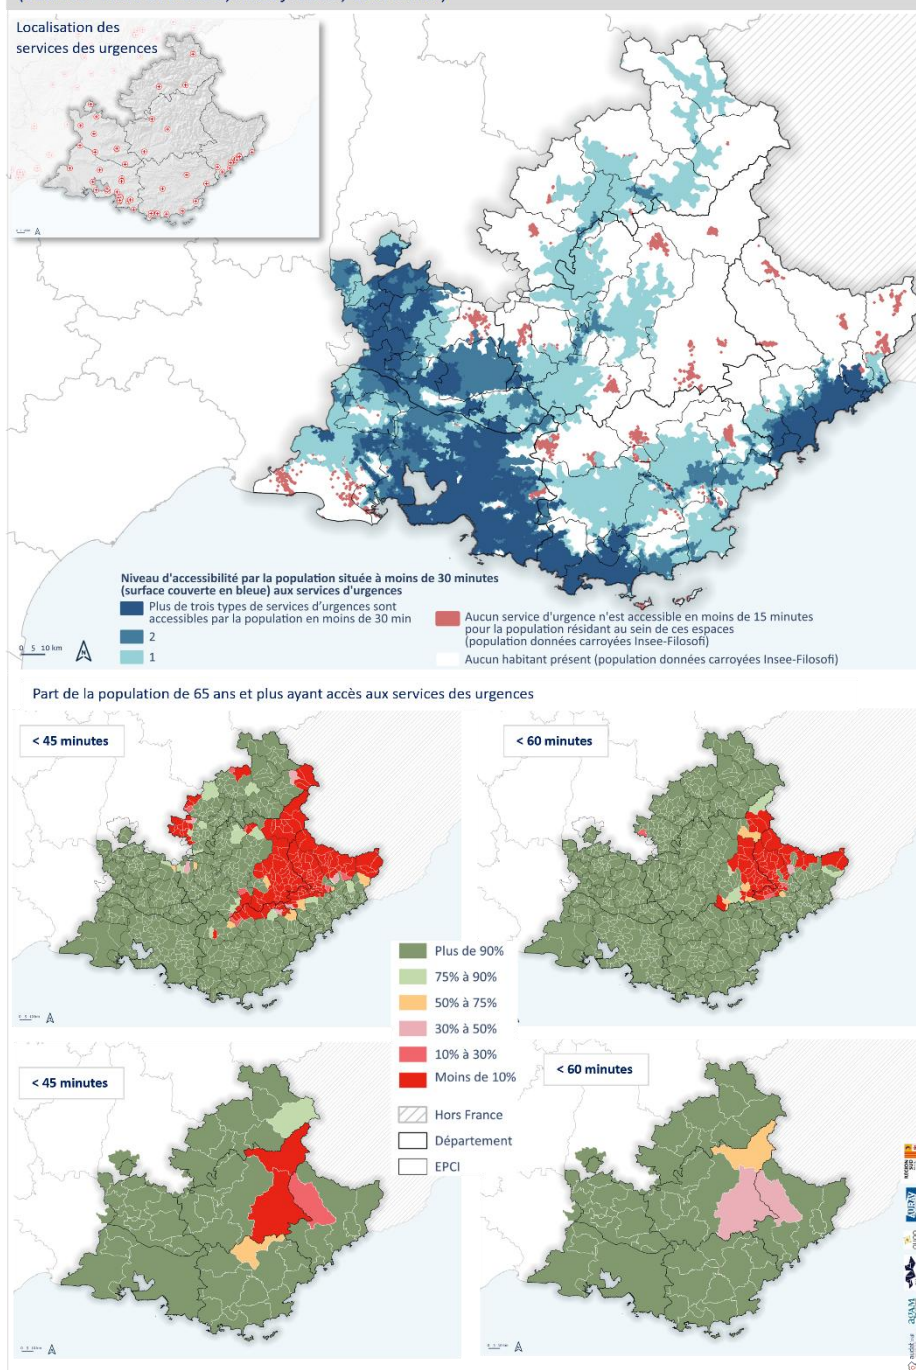 Localisation des
services des urgences
Niveau d'accessibilité par la population située à moins de 30 minutes
(surface couverte en bleue) aux services d'urgences
Plus de trois types de services d'urgences sont
accessibles par la population en moins de 30 min
2
1
Aucun service d'urgence n'est accessible en moins de 15 minutes
pour la population résidant au sein de ces espaces
(population données carroyées Insee-Filosofi)
Aucun habitant présent (population données carroyées Insee-Filosofi)
0 5 10 km
Part de la population de 65 ans et plus ayant accès aux services des urgences
< 45 minutes
< 60 minutes
Plus de 90%
75% à 90%
50% à 75%
30% à 50%
10% à 30%
Moins de 10%
Hors France
Département
EPCI
< 45 minutes
< 60 minutes